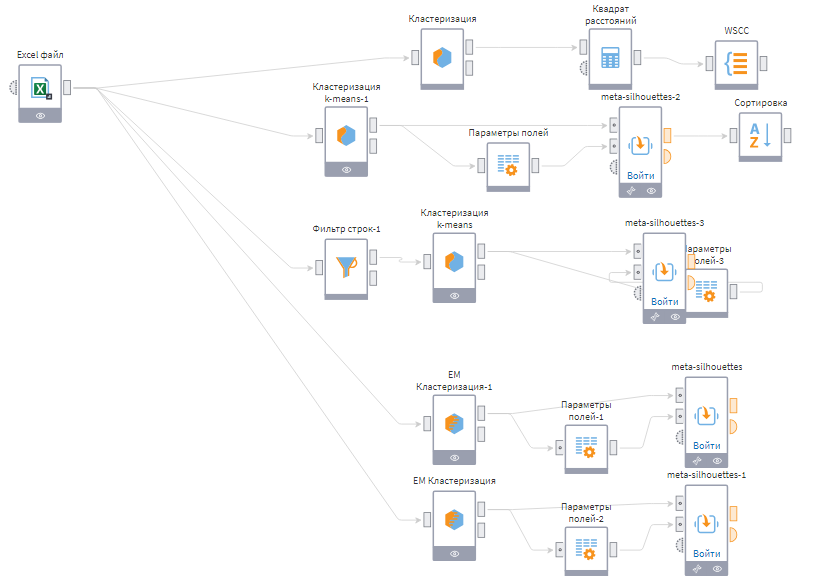 Кластеризация
Квадрат
расстояний
WSCC
Excel файл
Кластеризация
k-means-1
meta-silhouettes-2
Сортировка
A
Z
Параметры полей
Войти
Фильтр строк-1
Кластеризация
k-means
meta-silhouettes-3
араметры
олей-3
Войти
EM
Кластеризация-1
meta-silhouettes
Параметры
полей-1
Войти
EM Кластеризация
meta-silhouettes-1
Параметры
полей-2
Войти